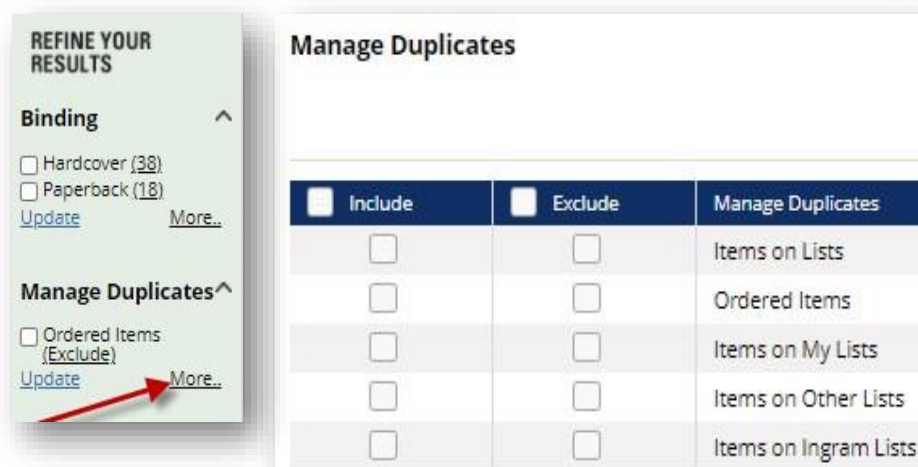 REFINE YOUR
RESULTS
Binding
Hardcover (38)
Paperback (18)
Update More..
Manage Duplicates
Ordered Items
(Exclude)
Update More..
Manage Duplicates
Include Exclude Manage Duplicates
Items on Lists
Ordered Items
Items on My Lists
Items on Other Lists
Items on Ingram Lists